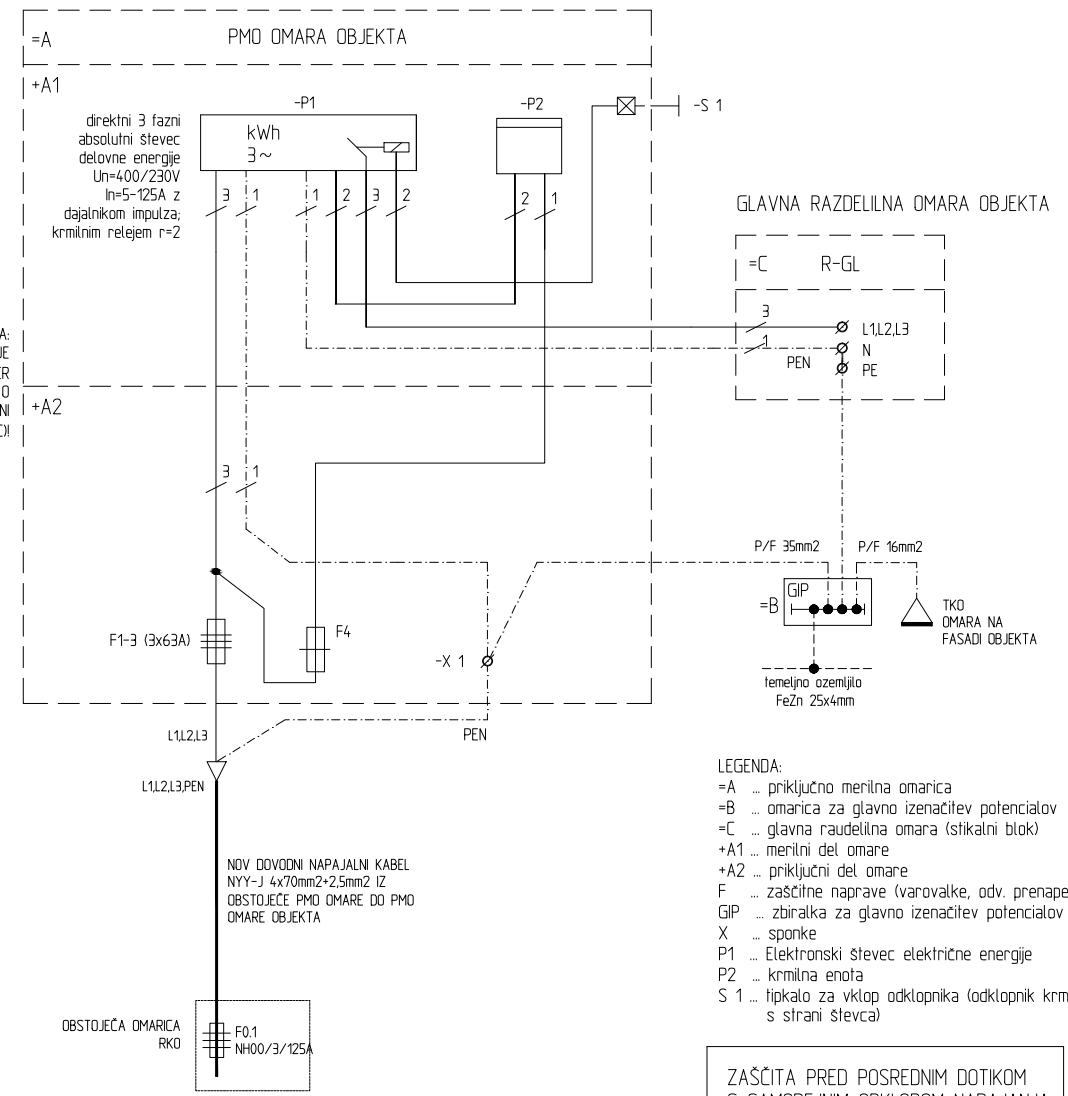 =A
PMO OMARA OBJEKTA
+A1
direktni 3 fazni
absolutni števec
delovne energije
Un=400/230V
In=5-125A z
dajalnikom impulza;
krmilnim relejem r=2
-P1
kWh
3~
-P2
-S 1
3
1
1
2
3
2
2
1
GLAVNA RAZDELILNA OMARA OBJEKTA
=C
R-GL
3
L1,L2,L3
1
N
PEN
PE
A:
JE
ER
O
NI
C)!
+A2
3
1
P/F 35mm2
P/F 16mm2
GIP
=B
TKO
OMARA NA
FASADI OBJEKTA
F1-3 (3x63A)
F4
-X 1
temeljno ozemljilo
FeZn 25x4mm
L1,L2,L3
PEN
L1,L2,L3,PEN
NOV DOVODNI NAPAJALNI KABEL
NYY-J 4x70mm2+2,5mm2 IZ
OBSTOJEČE PMO OMARE DO PMO
OMARE OBJEKTA
OBSTOJEČA OMARICA
RKO
F0.1
NH00/3/125A
LEGENDA:
=A ... priključno merilna omarica
=B ... omarica za glavno izenačitev potencialov
=C ... glavna raudelilna omara (stikalni blok)
+A1 ... merilni del omare
+A2 ... priključni del omare
F ... zaščitne naprave (varovalke, odv. prenape
GIP ... zbiralka za glavno izenačitev potencialov
X ... sponke
P1 ... Elektronski števec električne energije
P2 ... krmilna enota
S 1 ... tipkalo za vklop odklopnika (odklopnik krm
s strani števca)
ZAŠČITA PRED POSREDNIM DOTIKOM